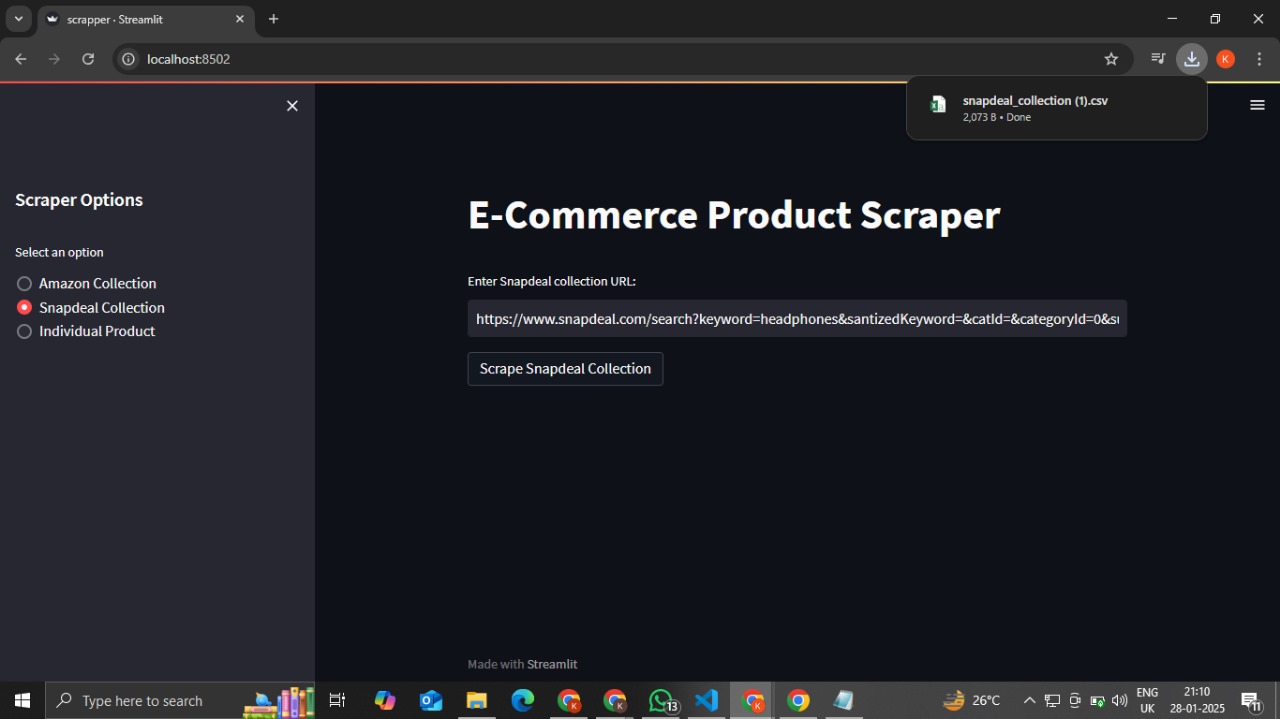 scrapper · Streamlit
localhost:8502
K
snapdeal_collection (1).csv
2,073 B • Done
Scraper Options
Select an option
Amazon Collection
Snapdeal Collection
Individual Product
E-Commerce Product Scraper
Enter Snapdeal collection URL:
https://www.snapdeal.com/search?keyword=headphones&santizedKeyword=&catId=&categoryId=0&su
Scrape Snapdeal Collection
Made with Streamlit
Type here to search
13
26°C
ENG
UK
21:10
28-01-2025
11